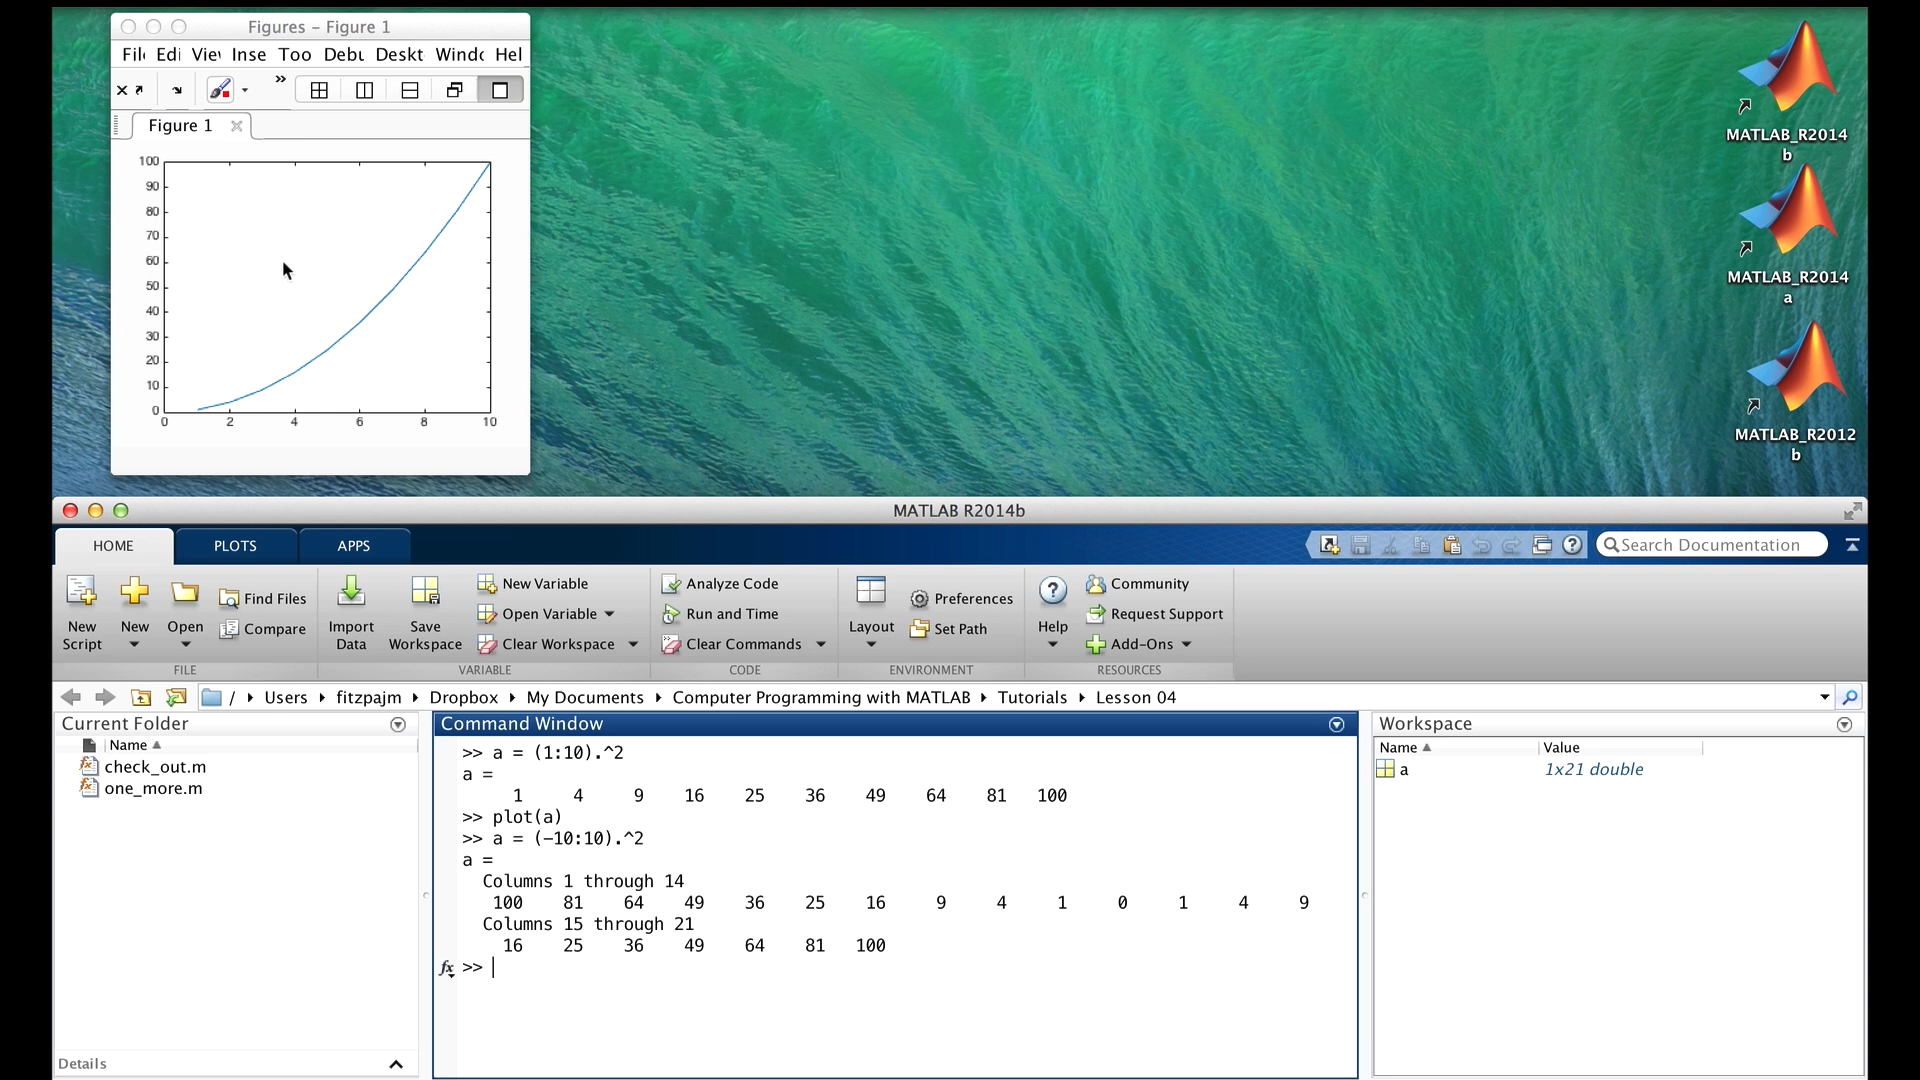 Figures - Figure 1
Fil Edi Viev Inse Too Debu Deskt Windo Hel
Figure 1
100
90
80
70
60
50
40
30
20
10
0
0 2 4 6 8 10
MATLAB_R2014
b
MATLAB_R2014
a
MATLAB_R2012
b
MATLAB R2014b
HOME PLOTS APPS
Search Documentation
New Script
New
Open
Find Files
Compare
Import Data
Save Workspace
New Variable
Open Variable
Clear Workspace
Analyze Code
Run and Time
Clear Commands
Layout
Preferences
Set Path
Help
Community
Request Support
Add-Ons
FILE VARIABLE CODE ENVIRONMENT RESOURCES
/ Users fitzpajm Dropbox My Documents Computer Programming with MATLAB Tutorials Lesson 04
Current Folder
Name
check_out.m
one_more.m
Details
Command Window
>> a = (1:10).^2
a =
1 4 9 16 25 36 49 64 81 100
>> plot(a)
>> a = (-10:10).^2
a =
Columns 1 through 14
100 81 64 49 36 25 16 9 4 1 0 1 4 9
Columns 15 through 21
16 25 36 49 64 81 100
fx >>
Workspace
Name Value
a 1x21 double